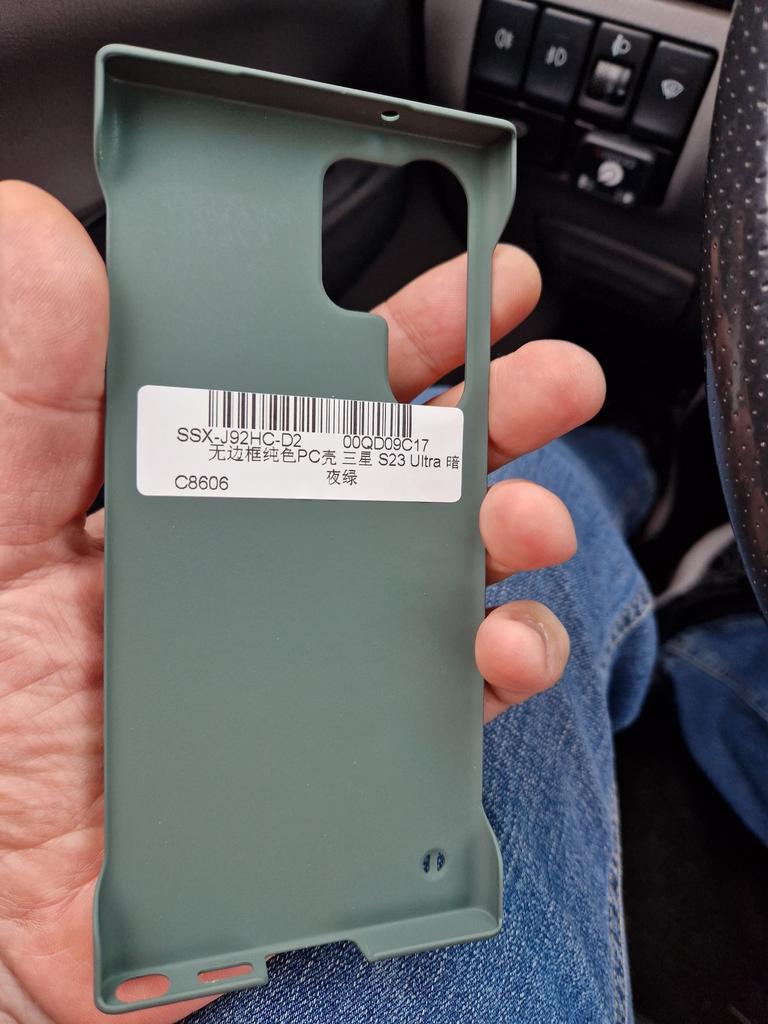 SSX-J92HC-D2 00QD09C17
无边框纯色PC壳 三星 S23 Ultra 暗
夜绿
C8606